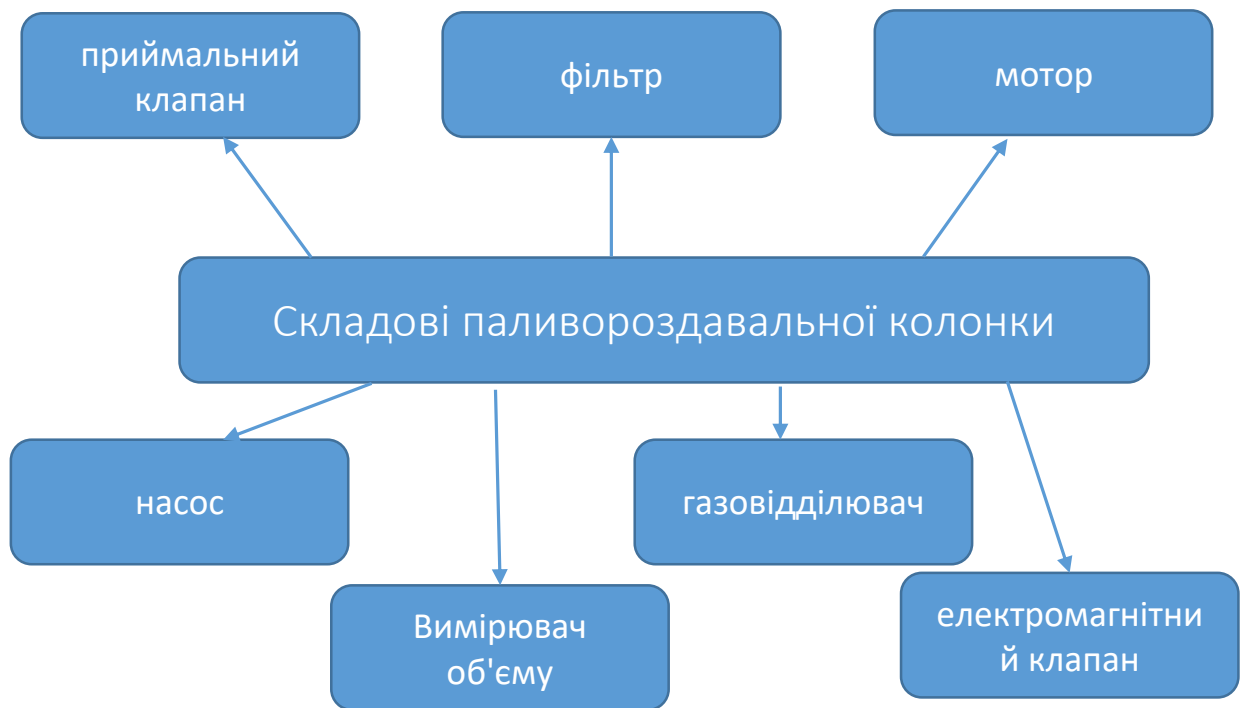 приймальний
клапан
фільтр
мотор
Складові паливороздавальної колонки
насос
газовідділювач
Вимірювач
об'єму
електромагнітни
й клапан